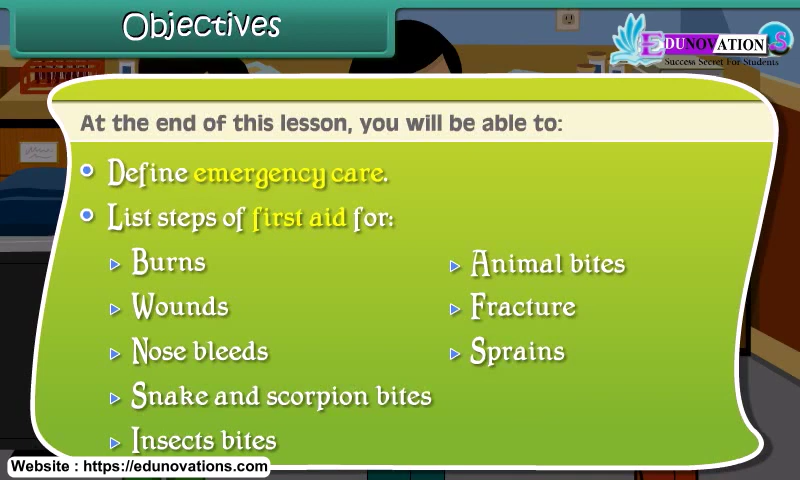 Objectives
EDUNOVATIONS
Success Secret For Students
At the end of this lesson, you will be able to:
Define emergency care.
List steps of first aid for:
Burns
Wounds
Nose bleeds
Snake and scorpion bites
Insects bites
Animal bites
Fracture
Sprains
Website : https://edunovations.com